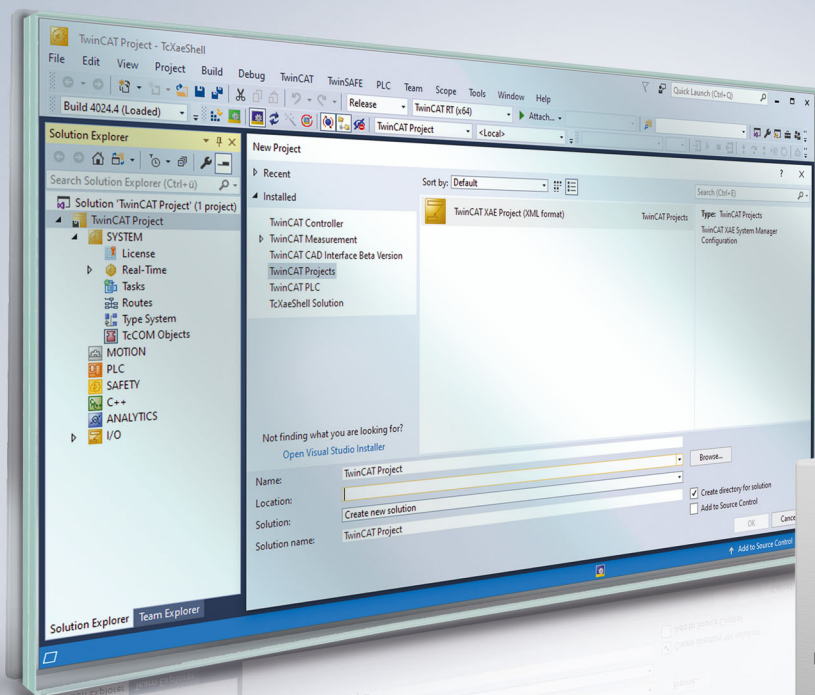 TwinCAT Project - TcXaeShell
File Edit View Project Build Debug TwinCAT TwinSAFE PLC Team Scope Tools Window Help
Quick Launch (Ctrl+Q)
Release TwinCAT RT (x64) Attach...
Build 4024.4 (Loaded) TwinCAT Project <Local>
Solution Explorer
Search Solution Explorer (Ctrl+ü)
Solution 'TwinCAT Project' (1 project)
TwinCAT Project
SYSTEM
License
Real-Time
Tasks
Routes
Type System
TcCOM Objects
MOTION
PLC
SAFETY
C++
ANALYTICS
I/O
Solution Explorer Team Explorer
New Project
? X
Recent
Installed
TwinCAT Controller
TwinCAT Measurement
TwinCAT CAD Interface Beta Version
TwinCAT Projects
TwinCAT PLC
TcXaeShell Solution
Not finding what you are looking for?
Open Visual Studio Installer
Sort by: Default
Search (Ctrl+E)
TwinCAT XAE Project (XML format) TwinCAT Projects
Type: TwinCAT Projects
TwinCAT XAE System Manager
Configuration
Name: TwinCAT Project
Location:
Browse...
Solution: Create new solution
Solution name: TwinCAT Project
Create directory for solution
Add to Source Control
OK Cance
Add to Source Control